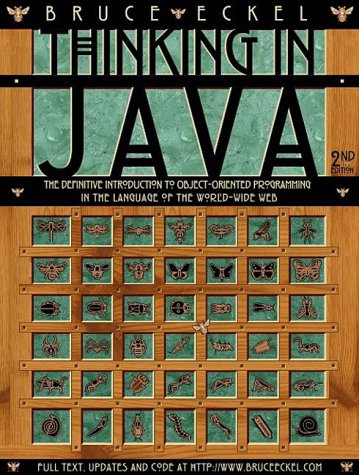 BRUCE ECKEL
THINKING IN
JAVA
2ND
EDITION
THE DEFINITIVE INTRODUCTION TO OBJECT-ORIENTED PROGRAMMING
IN THE LANGUAGE OF THE WORLD-WIDE WEB
FULL TEXT, UPDATES AND CODE AT HTTP://WWW.BRUCEECKEL.COM